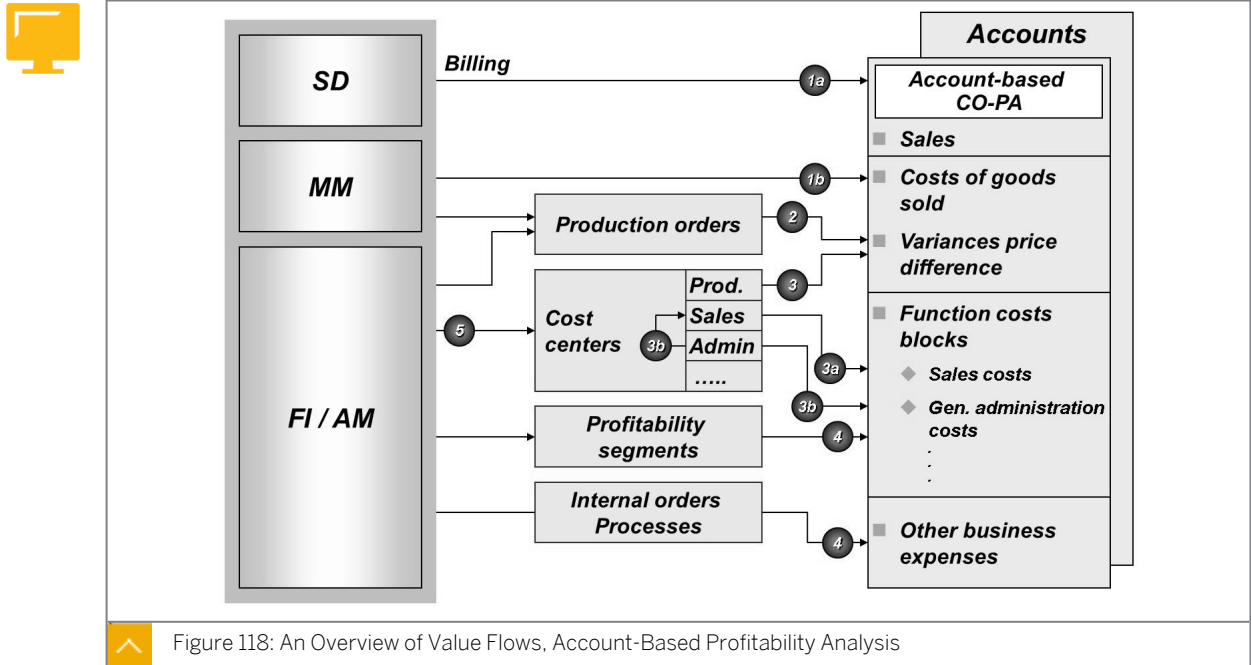 SD
MM
FI / AM
Billing
1a
1b
Production orders
2
Cost
centers
Prod.
Sales
Admin
.....
3
3b
5
3a
3b
Profitability
segments
4
Internal orders
Processes
4
Accounts
Account-based
CO-PA
Sales
Costs of goods
sold
Variances price
difference
Function costs
blocks
Sales costs
Gen. administration
costs
.
.
.
Other business
expenses
Figure 118: An Overview of Value Flows, Account-Based Profitability Analysis